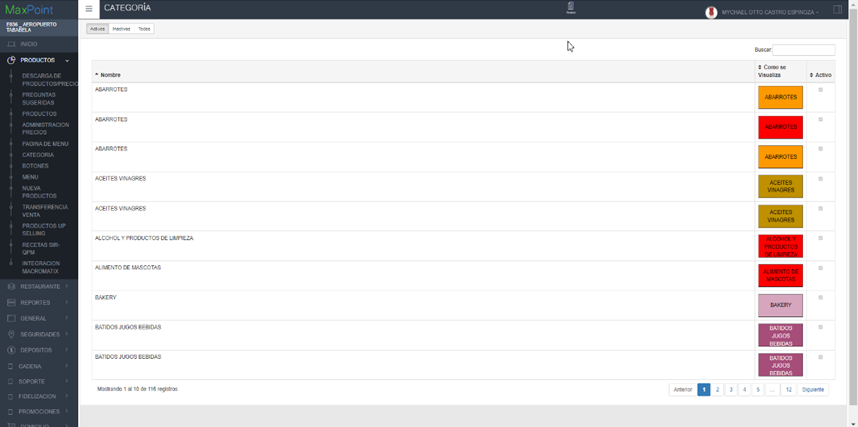 MaxPoint
CATEGORÍA
MYCHAEL OTTO CASTRO ESPINOZA
F036 _ AEROPUERTO
TABABELA
INICIO
PRODUCTOS
DESCARGA DE
PRODUCTOS/PRECIO
PREGUNTAS
SUGERIDAS
PRODUCTOS
ADMINISTRACION
PRECIOS
PAGINA DE MENU
CATEGORIA
BOTONES
MENU
NUEVA
PRODUCTOS
TRANSFERENCIA
VENTA
PRODUCTOS UP
SELLING
RECETAS SIR-
QPM
INTEGRACION
MACROMATIX
RESTAURANTE
REPORTES
GENERAL
SEGURIDADES
DEPOSITOS
CADENA
SOPORTE
FIDELIZACION
PROMOCIONES
DOMICILIO
Activos Inactivos Todos
Buscar:
Nombre
Como se
Visualiza
Activo
ABARROTES ABARROTES
ABARROTES ABARROTES
ABARROTES ABARROTES
ACEITES VINAGRES ACEITES
VINAGRES
ACEITES VINAGRES ACEITES
VINAGRES
ALCOHOL Y PRODUCTOS DE LIMPIEZA ALCOHOL Y
PRODUCTOS
DE LIMPIEZA
ALIMENTO DE MASCOTAS ALIMENTO DE
MASCOTAS
BAKERY BAKERY
BATIDOS JUGOS BEBIDAS BATIDOS
JUGOS
BEBIDAS
BATIDOS JUGOS BEBIDAS BATIDOS
JUGOS
BEBIDAS
Mostrando 1 al 10 de 116 registros
Anterior 1 2 3 4 5 ... 12 Siguiente